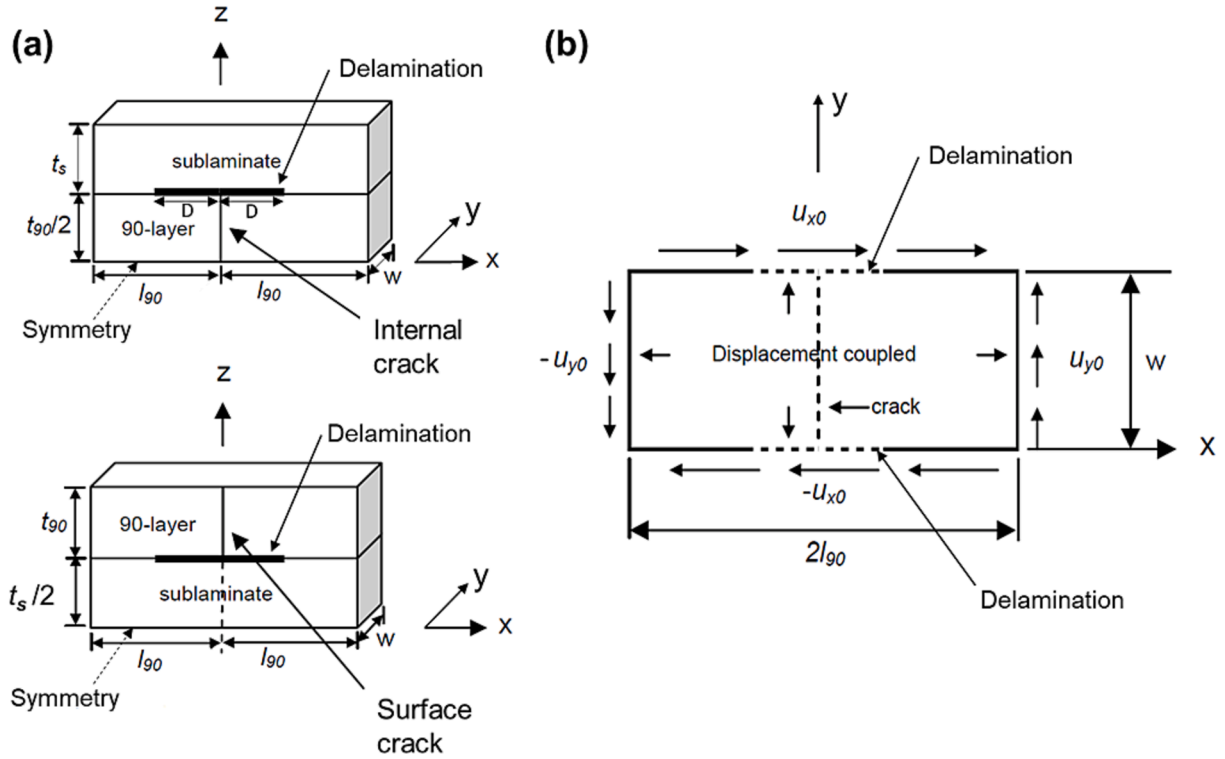 (a)
z
Delamination
t_s
sublaminate
D D
t_90/2
90-layer
y
x
w
l_90 l_90
Symmetry
Internal
crack
z
Delamination
t_90
90-layer
t_s/2
sublaminate
y
x
w
l_90 l_90
Symmetry
Surface
crack
(b)
y
Delamination
u_x0
-u_y0
Displacement coupled
u_y0
w
crack
x
-u_x0
2l_90
Delamination